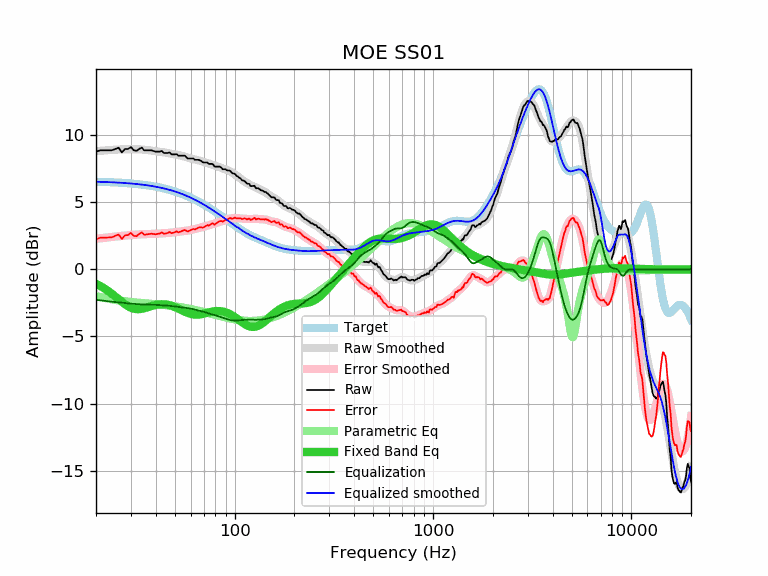 MOE SS01
Amplitude (dBr)
10
5
0
−5
−10
−15
Target
Raw Smoothed
Error Smoothed
Raw
Error
Parametric Eq
Fixed Band Eq
Equalization
Equalized smoothed
100
1000
10000
Frequency (Hz)